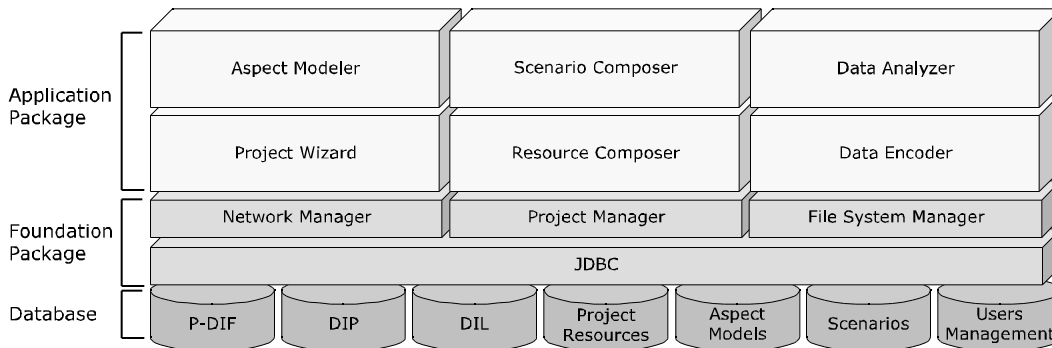 Application
Package
Aspect Modeler
Scenario Composer
Data Analyzer
Project Wizard
Resource Composer
Data Encoder
Foundation
Package
Network Manager
Project Manager
File System Manager
JDBC
Database
P-DIF
DIP
DIL
Project
Resources
Aspect
Models
Scenarios
Users
Management